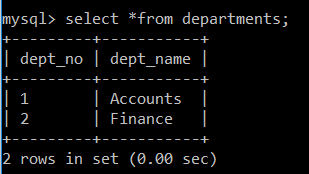 mysql> select *from departments;
+---------+-----------+
| dept_no | dept_name |
+---------+-----------+
| 1       | Accounts  |
| 2       | Finance   |
+---------+-----------+
2 rows in set (0.00 sec)